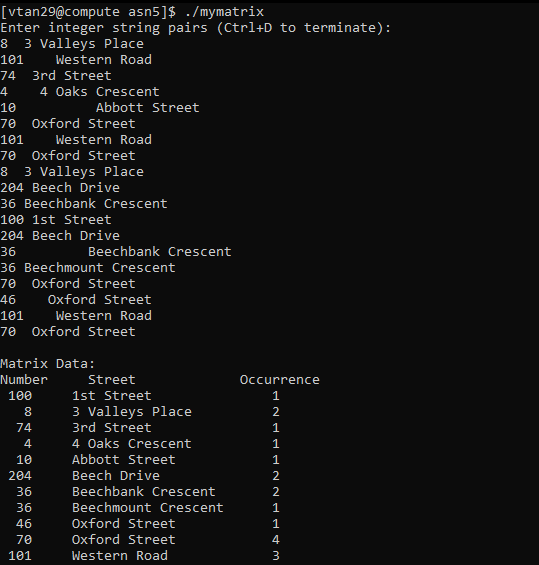 [vtan29@compute asn5]$ ./mymatrix
Enter integer string pairs (Ctrl+D to terminate):
8  3 Valleys Place
101    Western Road
74  3rd Street
4    4 Oaks Crescent
10          Abbott Street
70  Oxford Street
101    Western Road
70  Oxford Street
8  3 Valleys Place
204 Beech Drive
36 Beechbank Crescent
100 1st Street
204 Beech Drive
36         Beechbank Crescent
36 Beechmount Crescent
70  Oxford Street
46    Oxford Street
101    Western Road
70  Oxford Street

Matrix Data:
Number     Street             Occurrence
 100     1st Street               1
   8     3 Valleys Place          2
  74     3rd Street               1
   4     4 Oaks Crescent          1
  10     Abbott Street            1
 204     Beech Drive              2
  36     Beechbank Crescent       2
  36     Beechmount Crescent      1
  46     Oxford Street            1
  70     Oxford Street            4
 101     Western Road             3